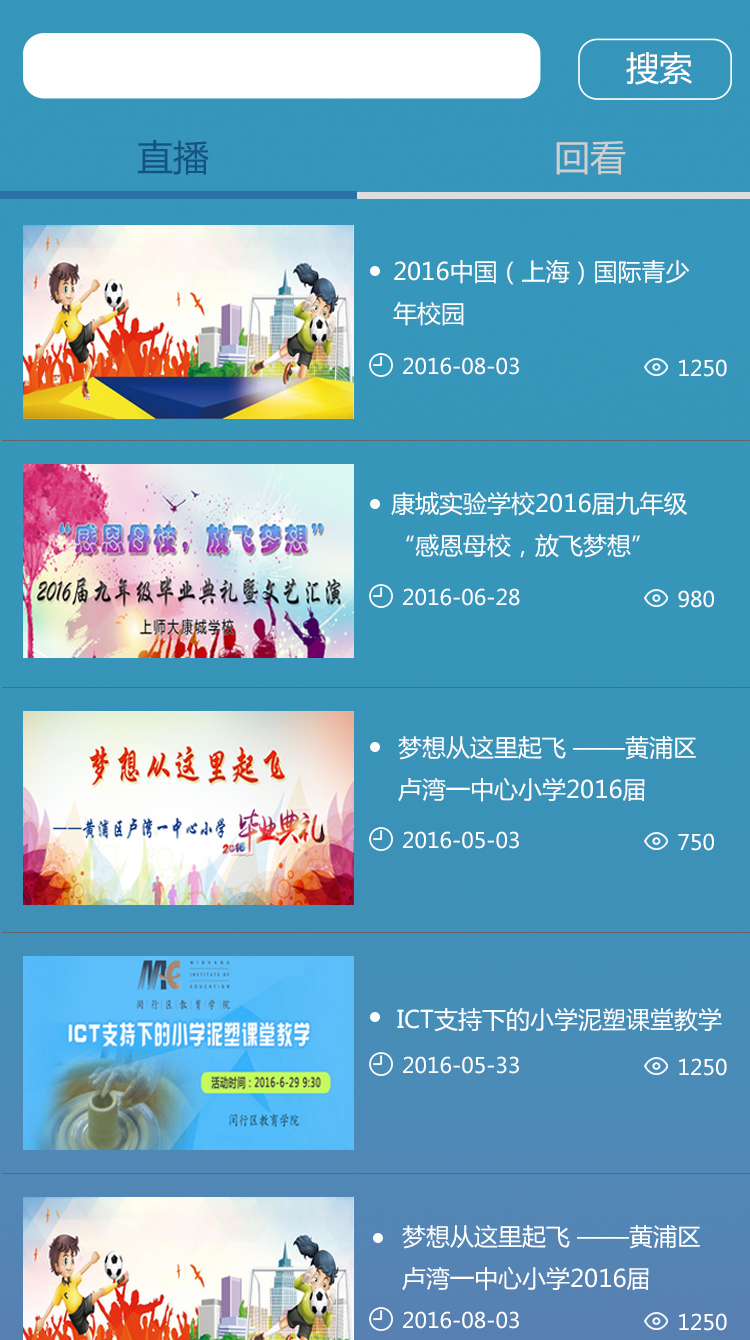 搜索
直播
回看
2016中国（上海）国际青少
年校园
2016-08-03
1250
“感恩母校，放飞梦想”
2016届九年级毕业典礼暨文艺汇演
上师大康城学校
康城实验学校2016届九年级
“感恩母校，放飞梦想”
2016-06-28
980
梦想从这里起飞
——黄浦区卢湾一中心小学 毕业典礼
2016
梦想从这里起飞 ——黄浦区
卢湾一中心小学2016届
2016-05-03
750
INSTITUTE OF
EDUCATION
闵行区教育学院
ICT支持下的小学泥塑课堂教学
活动时间：2016-6-29 9:30
闵行区教育学院
ICT支持下的小学泥塑课堂教学
2016-05-33
1250
梦想从这里起飞 ——黄浦区
卢湾一中心小学2016届
2016-08-03
1250